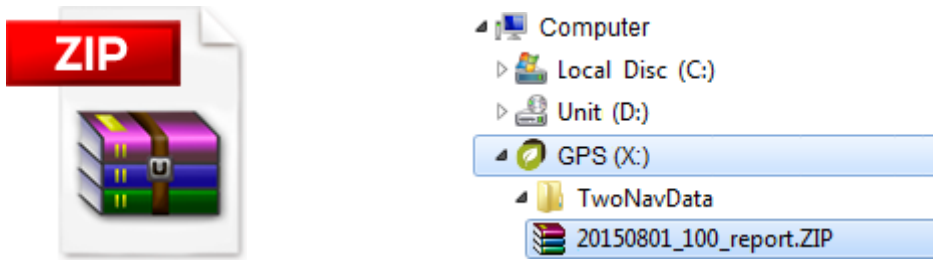 ZIP
U
Computer
Local Disc (C:)
Unit (D:)
GPS (X:)
TwoNavData
20150801_100_report.ZIP